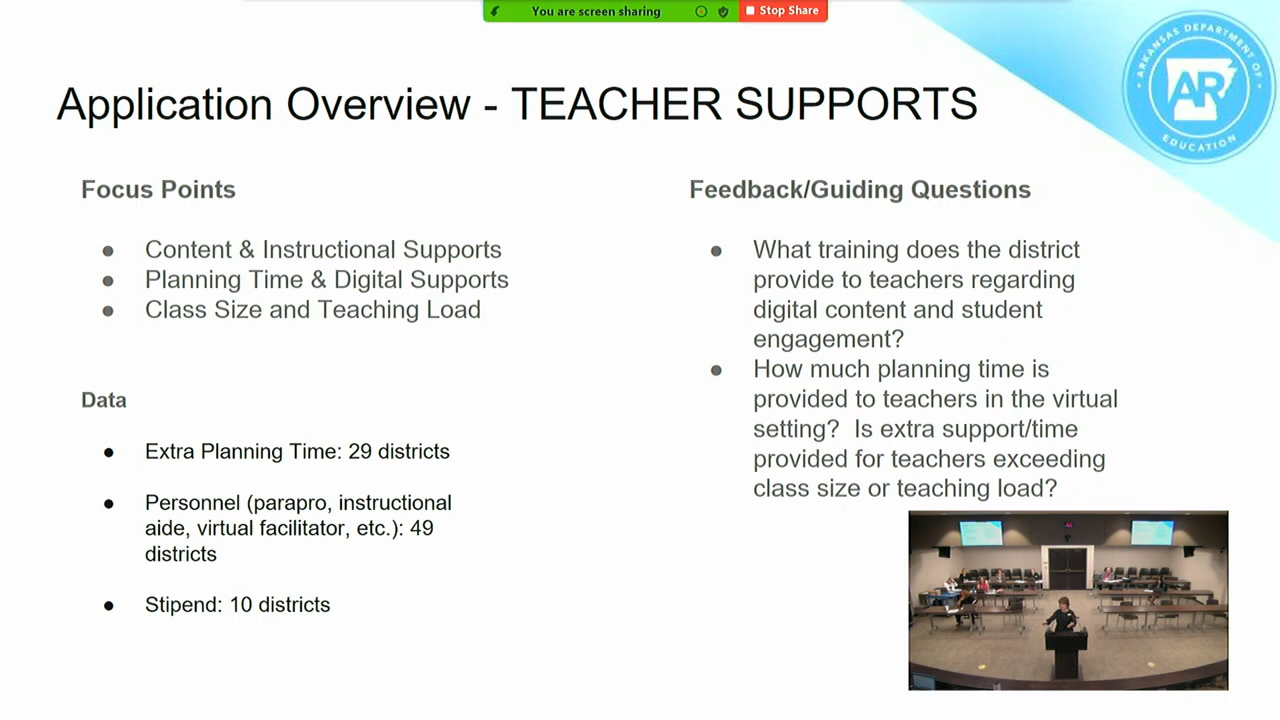 You are screen sharing
Stop Share
ARKANSAS DEPARTMENT OF
AR
EDUCATION
Application Overview - TEACHER SUPPORTS
Focus Points
● Content & Instructional Supports
● Planning Time & Digital Supports
● Class Size and Teaching Load
Data
● Extra Planning Time: 29 districts
● Personnel (parapro, instructional
aide, virtual facilitator, etc.): 49
districts
● Stipend: 10 districts
Feedback/Guiding Questions
● What training does the district
provide to teachers regarding
digital content and student
engagement?
● How much planning time is
provided to teachers in the virtual
setting?  Is extra support/time
provided for teachers exceeding
class size or teaching load?